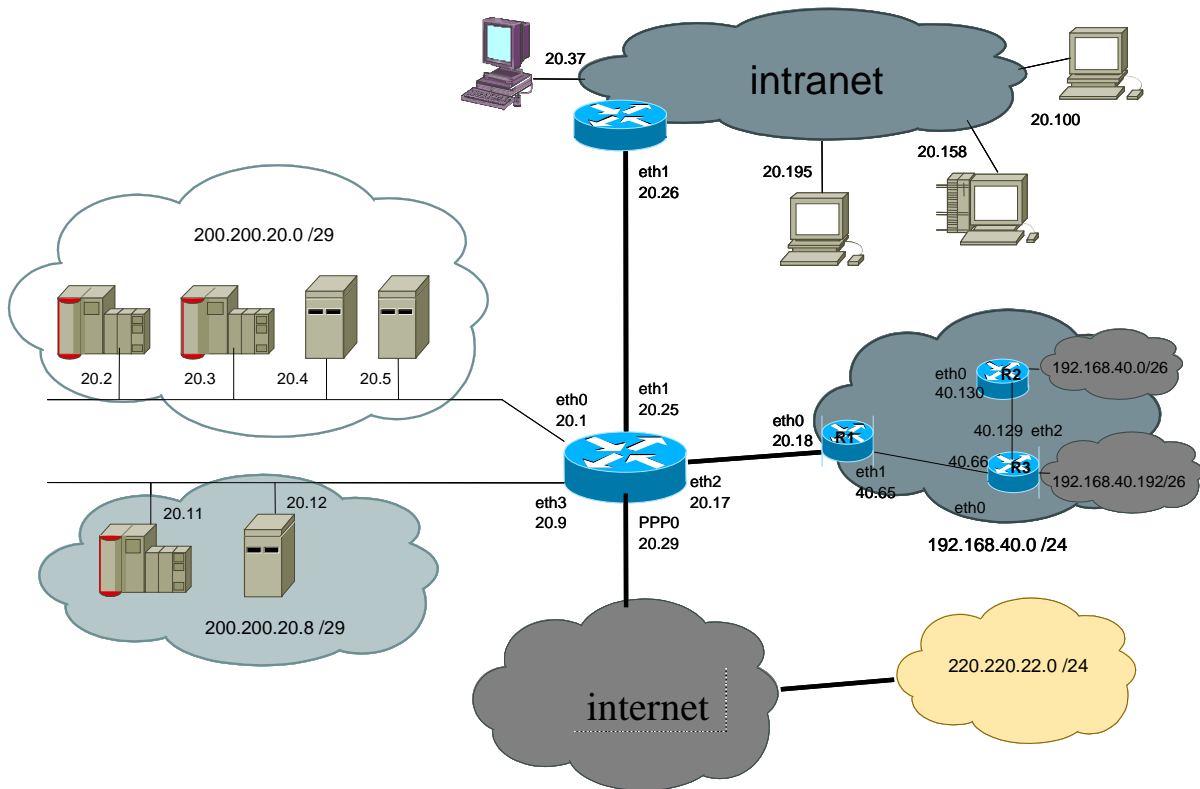 20.37
intranet
20.100
20.158
20.195
eth1
20.26
200.200.20.0 /29
20.2
20.3
20.4
20.5
eth0
20.1
eth1
20.25
eth0
20.18
R1
eth1
40.65
eth0
40.130
R2
192.168.40.0/26
40.129 eth2
40.66
R3
192.168.40.192/26
eth0
192.168.40.0 /24
eth2
20.17
eth3
20.9
PPP0
20.29
20.11
20.12
200.200.20.8 /29
internet
220.220.22.0 /24